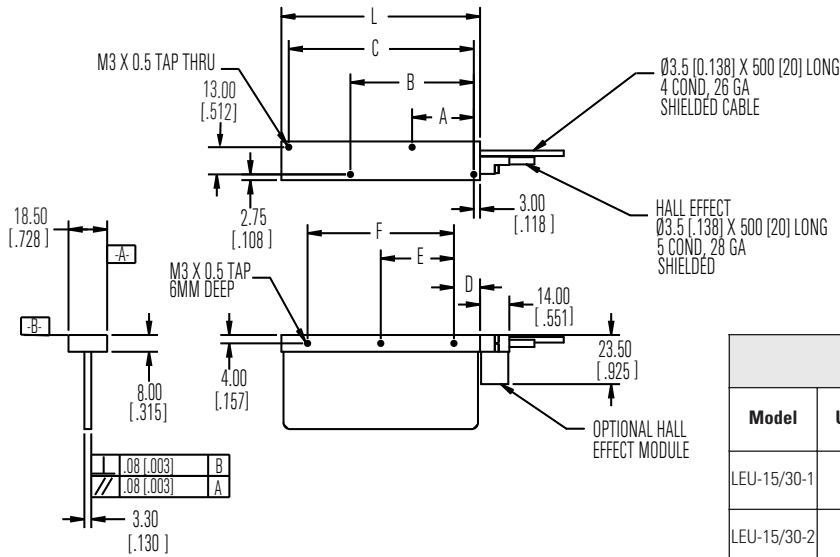 L
C
M3 X 0.5 TAP THRU
B
13.00
[.512]
A
Ø3.5 [0.138] X 500 [20] LONG
4 COND, 26 GA
SHIELDED CABLE
2.75
[.108]
3.00
[.118]
HALL EFFECT
Ø3.5 [.138] X 500 [20] LONG
5 COND, 28 GA
SHIELDED
18.50
[.728]
-A-
F
M3 X 0.5 TAP
6MM DEEP
E
D
14.00
[.551]
-B-
8.00
[.315]
4.00
[.157]
23.50
[.925]
OPTIONAL HALL
EFFECT MODULE
⊥ .08 [.003] B
// .08 [.003] A
3.30
[.130]
Model U
LEU-15/30-1
LEU-15/30-2